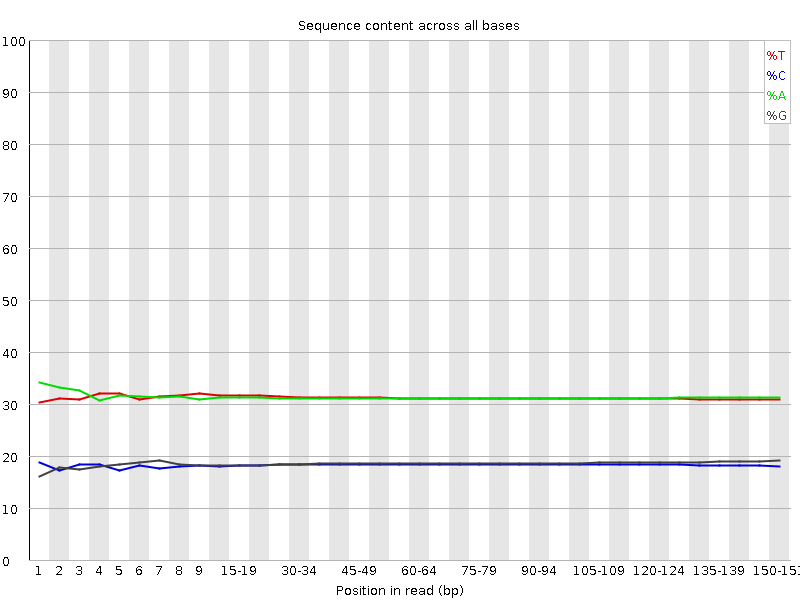 Sequence content across all bases
100
90
80
70
60
50
40
30
20
10
0
%T
%C
%A
%G
1 2 3 4 5 6 7 8 9 15-19 30-34 45-49 60-64 75-79 90-94 105-109 120-124 135-139 150-151
Position in read (bp)